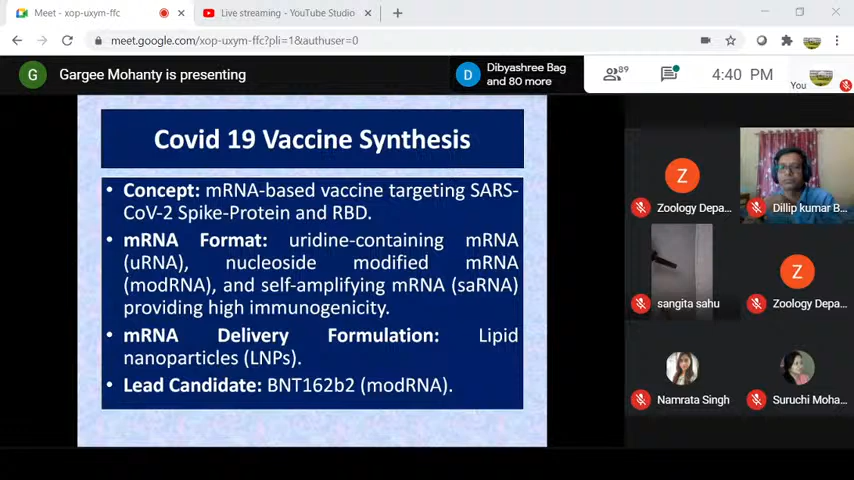 Meet - xop-uxym-ffc
Live streaming - YouTube Studio
meet.google.com/xop-uxym-ffc?pli=1&authuser=0
G
Gargee Mohanty is presenting
D
Dibyashree Bag
and 80 more
89
4:40 PM
You
Covid 19 Vaccine Synthesis
• Concept: mRNA-based vaccine targeting SARS-
CoV-2 Spike-Protein and RBD.
• mRNA Format: uridine-containing mRNA
(uRNA), nucleoside modified mRNA
(modRNA), and self-amplifying mRNA (saRNA)
providing high immunogenicity.
• mRNA Delivery Formulation: Lipid
nanoparticles (LNPs).
• Lead Candidate: BNT162b2 (modRNA).
Z
Zoology Depa...
Dillip kumar B...
sangita sahu
Z
Zoology Depa...
Namrata Singh
Suruchi Moha...